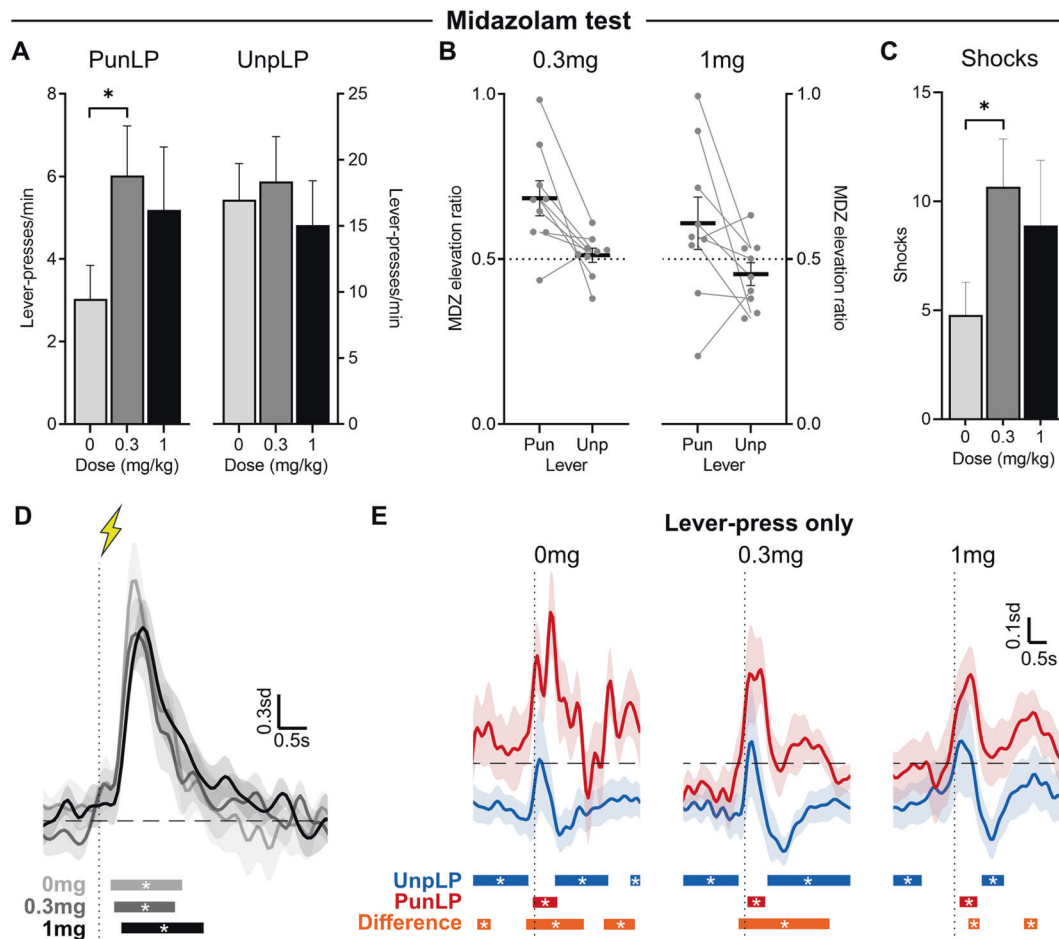 Midazolam test
A
PunLP
UnpLP
Lever-presses/min
8
6
4
2
0
*
0 0.3 1
Dose (mg/kg)
25
20
15
10
5
0
Lever-presses/min
0 0.3 1
Dose (mg/kg)
B
0.3mg
1mg
MDZ elevation ratio
1.0
0.5
0.0
Pun Unp
Lever
1.0
0.5
0.0
MDZ elevation ratio
Pun Unp
Lever
C
Shocks
Shocks
15
10
5
0
*
0 0.3 1
Dose (mg/kg)
D
0.3sd
0.5s
0mg *
0.3mg *
1mg *
E
Lever-press only
0mg 0.3mg 1mg
0.1sd
0.5s
UnpLP * * * * * * *
PunLP * * *
Difference * * * * * *